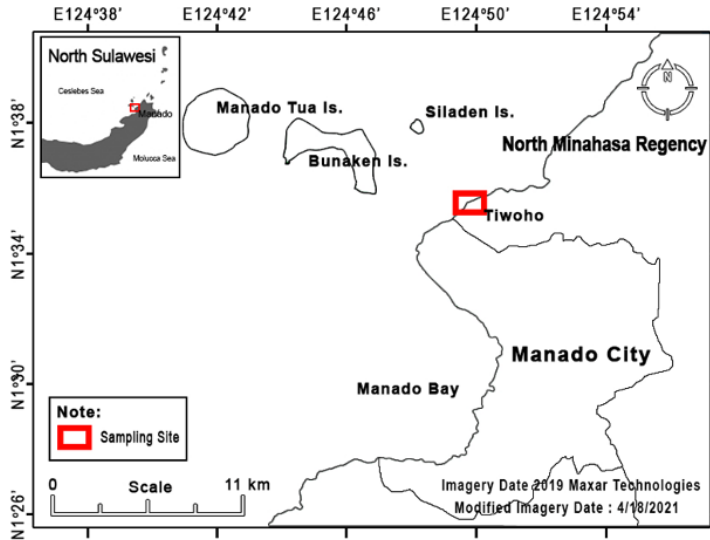 E124°38' E124°42' E124°46' E124°50' E124°54'
North Sulawesi
Ceslebes Sea
Manado
Molucca Sea
N1°38'
N1°34'
N1°30'
N1°26'
Manado Tua Is.
Siladen Is.
Bunaken Is.
N
North Minahasa Regency
Tiwoho
Manado City
Manado Bay
Note:
Sampling Site
0 Scale 11 km
Imagery Date 2019 Maxar Technologies
Modified Imagery Date : 4/18/2021